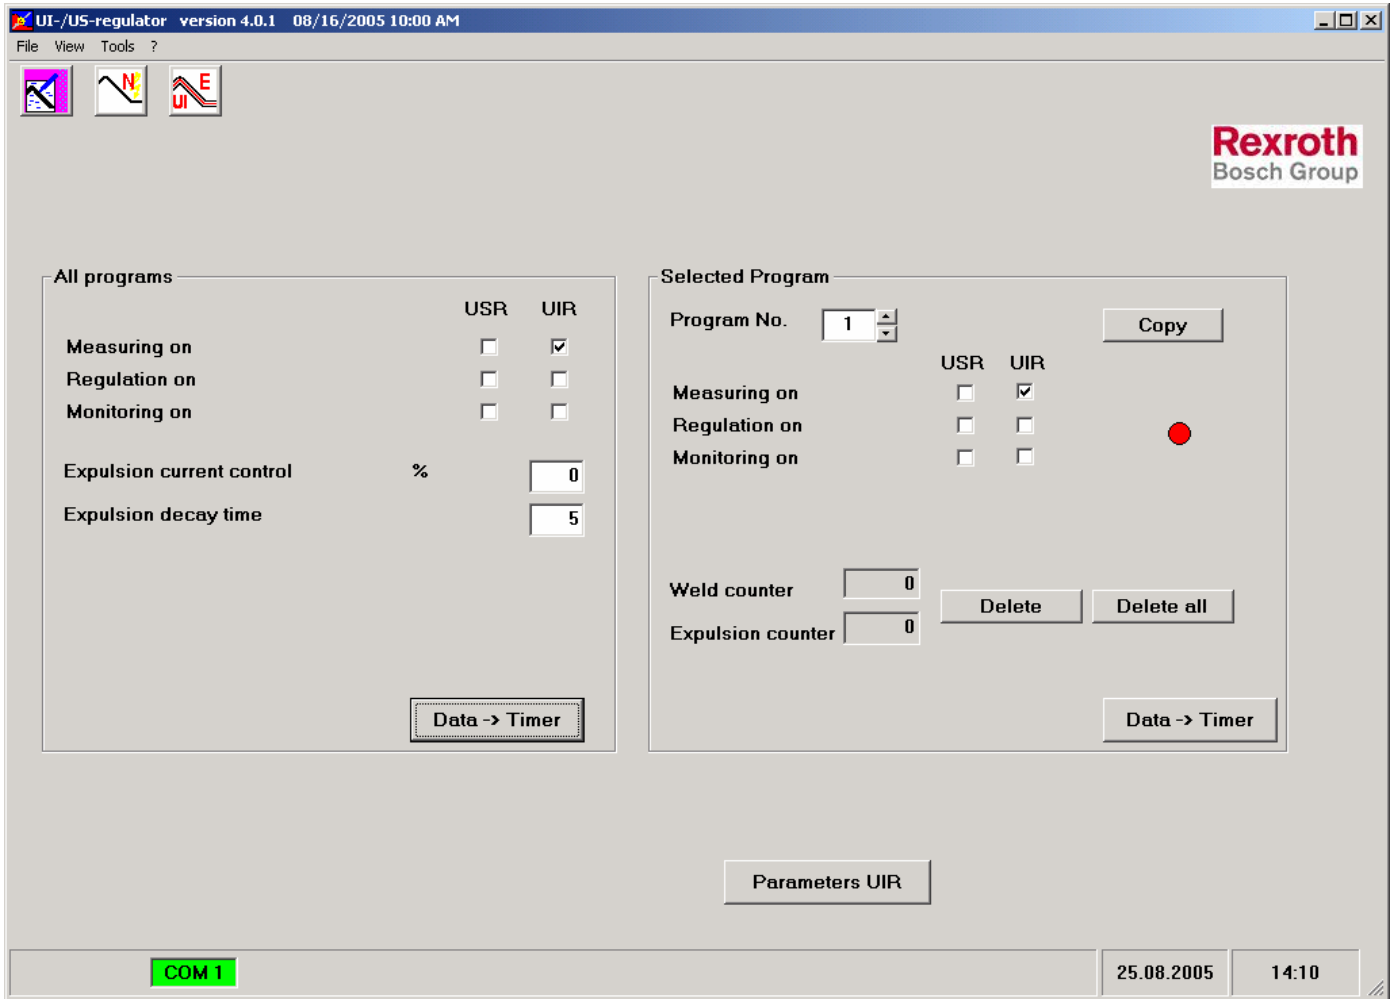 UI-/US-regulator version 4.0.1 08/16/2005 10:00 AM
File View Tools ?
N
E
UI
Rexroth
Bosch Group
All programs
USR UIR
Measuring on
Regulation on
Monitoring on
Expulsion current control % 0
Expulsion decay time 5
Data -> Timer
Selected Program
Program No. 1 Copy
USR UIR
Measuring on
Regulation on
Monitoring on
Weld counter 0
Expulsion counter 0
Delete Delete all
Data -> Timer
Parameters UIR
COM 1 25.08.2005 14:10